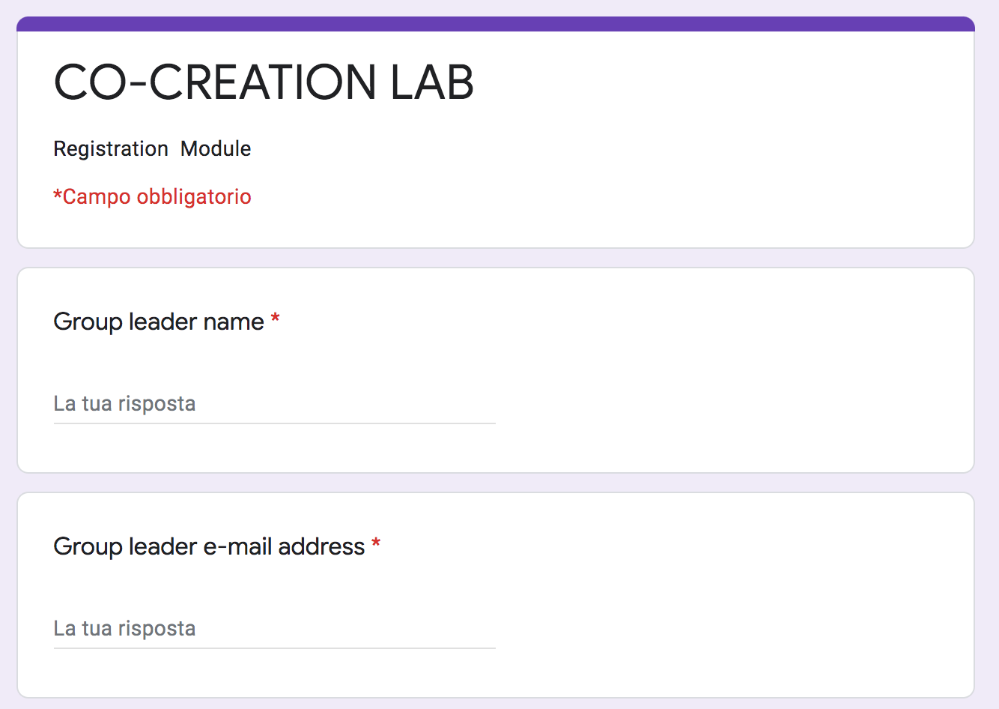 CO-CREATION LAB
Registration  Module
*Campo obbligatorio
Group leader name *
La tua risposta
Group leader e-mail address *
La tua risposta